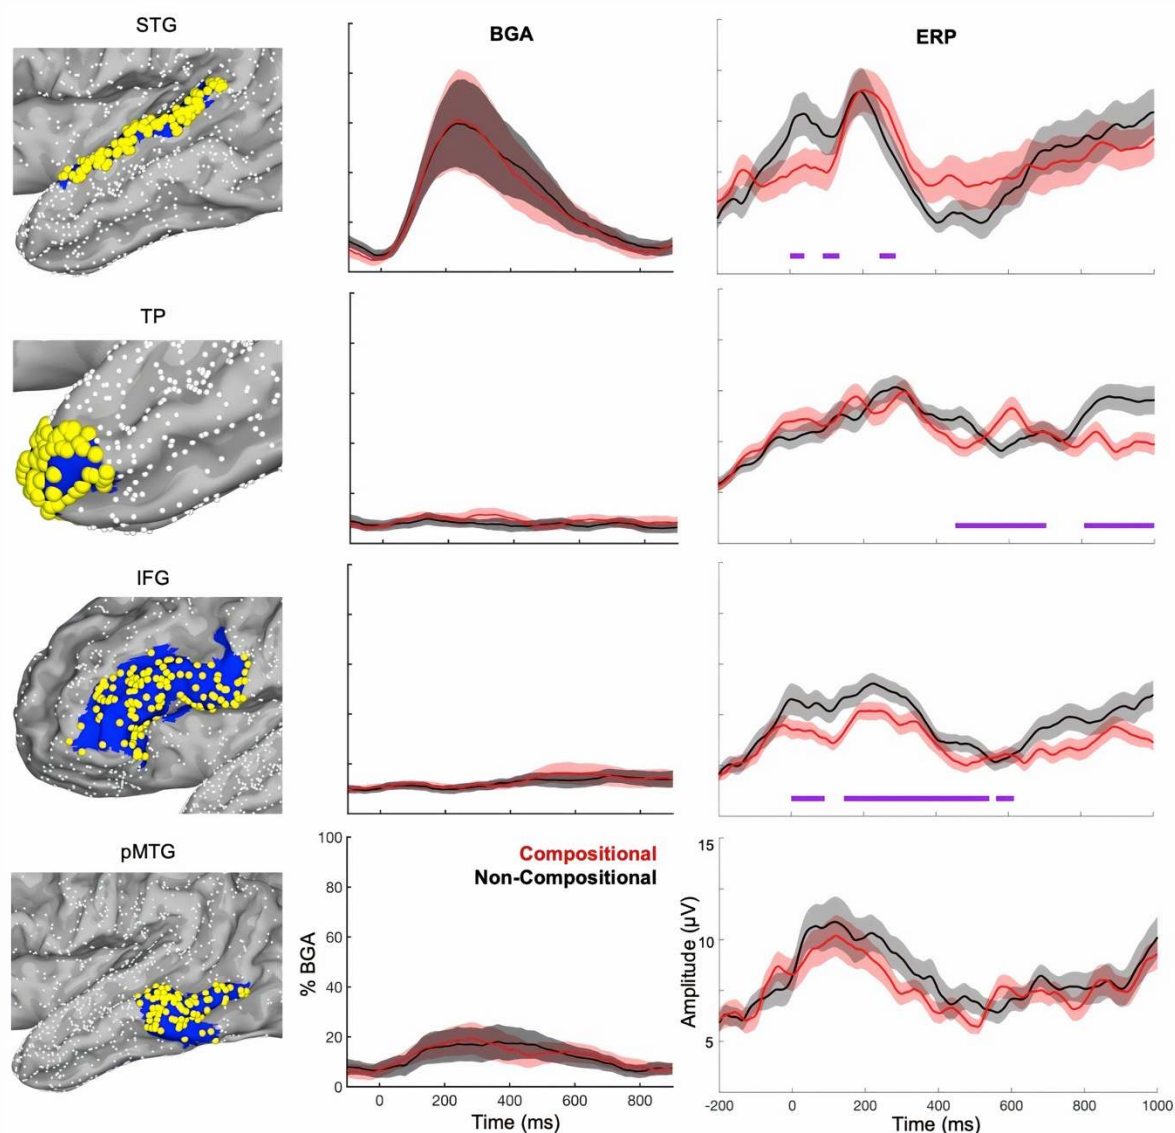 STG
BGA
ERP
TP
IFG
pMTG
Compositional
Non-Compositional
% BGA
100
80
60
40
20
0
0 200 400 600 800
Time (ms)
Amplitude (µV)
15
10
5
-200 0 200 400 600 800 1000
Time (ms)